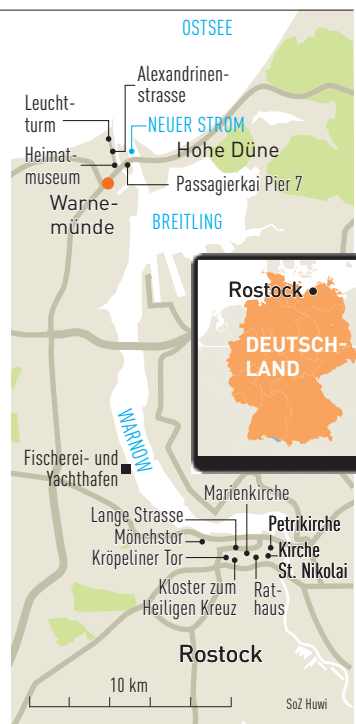 OSTSEE
Alexandrinen-
strasse
Leucht-
turm
NEUER STROM
Hohe Düne
Heimat-
museum
Passagierkai Pier 7
Warne-
münde
BREITLING
Rostock
DEUTSCH-
LAND
WARNOW
Fischerei- und
Yachthafen
Marienkirche
Lange Strasse
Petrikirche
Mönchstor
Kröpeliner Tor
Kirche
St. Nikolai
Kloster zum
Heiligen Kreuz
Rat-
haus
Rostock
10 km
SoZ Huwi